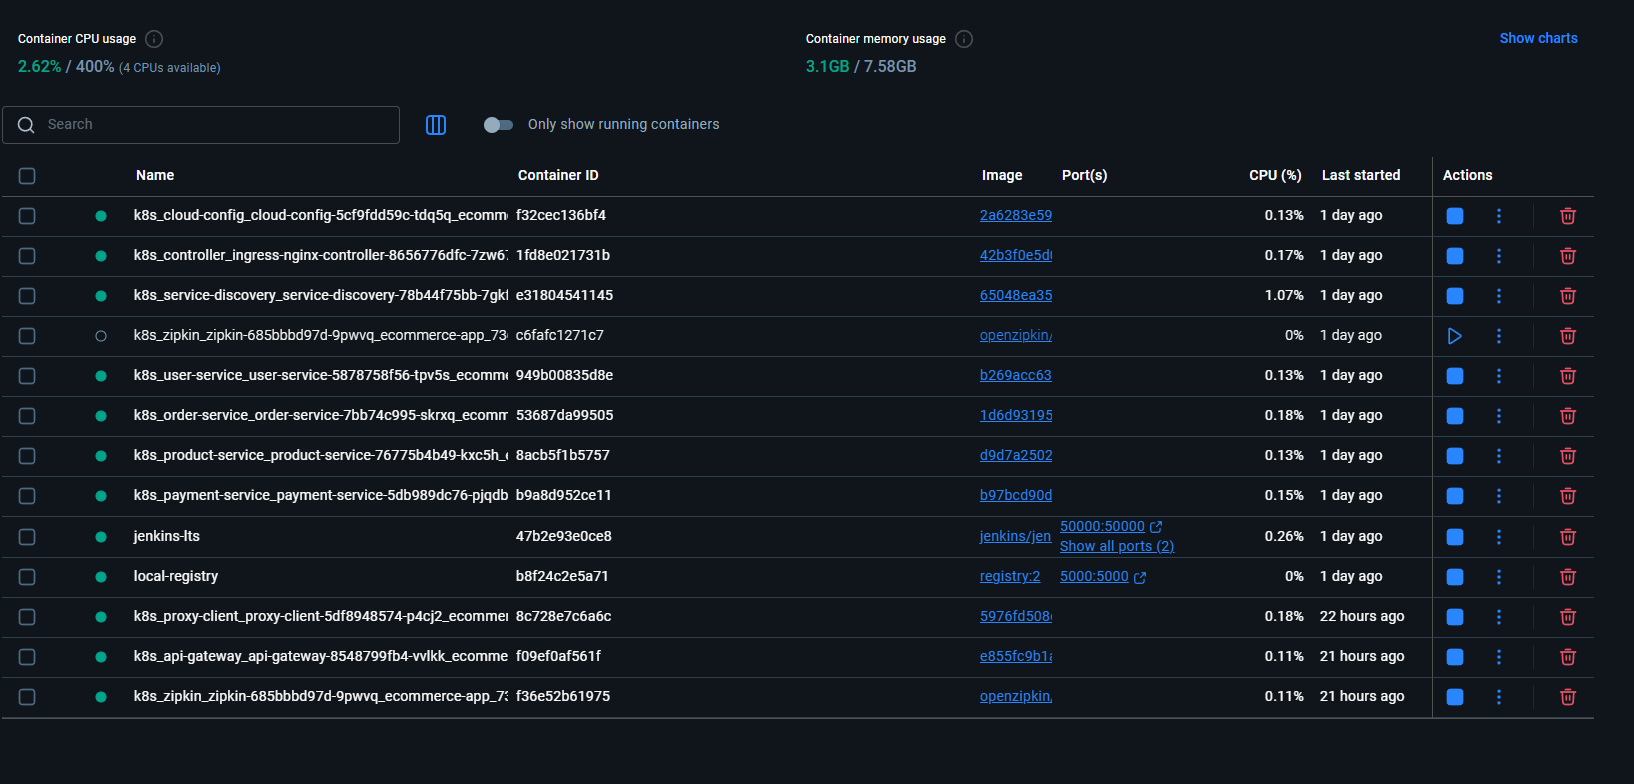 Container CPU usage
2.62% / 400% (4 CPUs available)
Container memory usage
3.1GB / 7.58GB
Show charts
Search
Only show running containers
Name Container ID Image Port(s) CPU (%) Last started Actions
k8s_cloud-config_cloud-config-5cf9fdd59c-tdq5q_ecomm f32cec136bf4 2a6283e59 0.13% 1 day ago
k8s_controller_ingress-nginx-controller-8656776dfc-7zw6 1fd8e021731b 42b3f0e5d 0.17% 1 day ago
k8s_service-discovery_service-discovery-78b44f75bb-7gk e31804541145 65048ea35 1.07% 1 day ago
k8s_zipkin_zipkin-685bbbd97d-9pwvq_ecommerce-app_73 c6fafc1271c7 openzipkin/ 0% 1 day ago
k8s_user-service_user-service-5878758f56-tpv5s_ecomme 949b00835d8e b269acc63 0.13% 1 day ago
k8s_order-service_order-service-7bb74c995-skrxq_ecomm 53687da99505 1d6d93195 0.18% 1 day ago
k8s_product-service_product-service-76775b4b49-kxc5h_ 8acb5f1b5757 d9d7a2502 0.13% 1 day ago
k8s_payment-service_payment-service-5db989dc76-pjqdb b9a8d952ce11 b97bcd90d 0.15% 1 day ago
jenkins-lts 47b2e93e0ce8 jenkins/jen 50000:50000 0.26% 1 day ago
Show all ports (2)
local-registry b8f24c2e5a71 registry:2 5000:5000 0% 1 day ago
k8s_proxy-client_proxy-client-5df8948574-p4cj2_ecommer 8c728e7c6a6c 5976fd508 0.18% 22 hours ago
k8s_api-gateway_api-gateway-8548799fb4-vvlkk_ecomme f09ef0af561f e855fc9b1 0.11% 21 hours ago
k8s_zipkin_zipkin-685bbbd97d-9pwvq_ecommerce-app_73 f36e52b61975 openzipkin/ 0.11% 21 hours ago